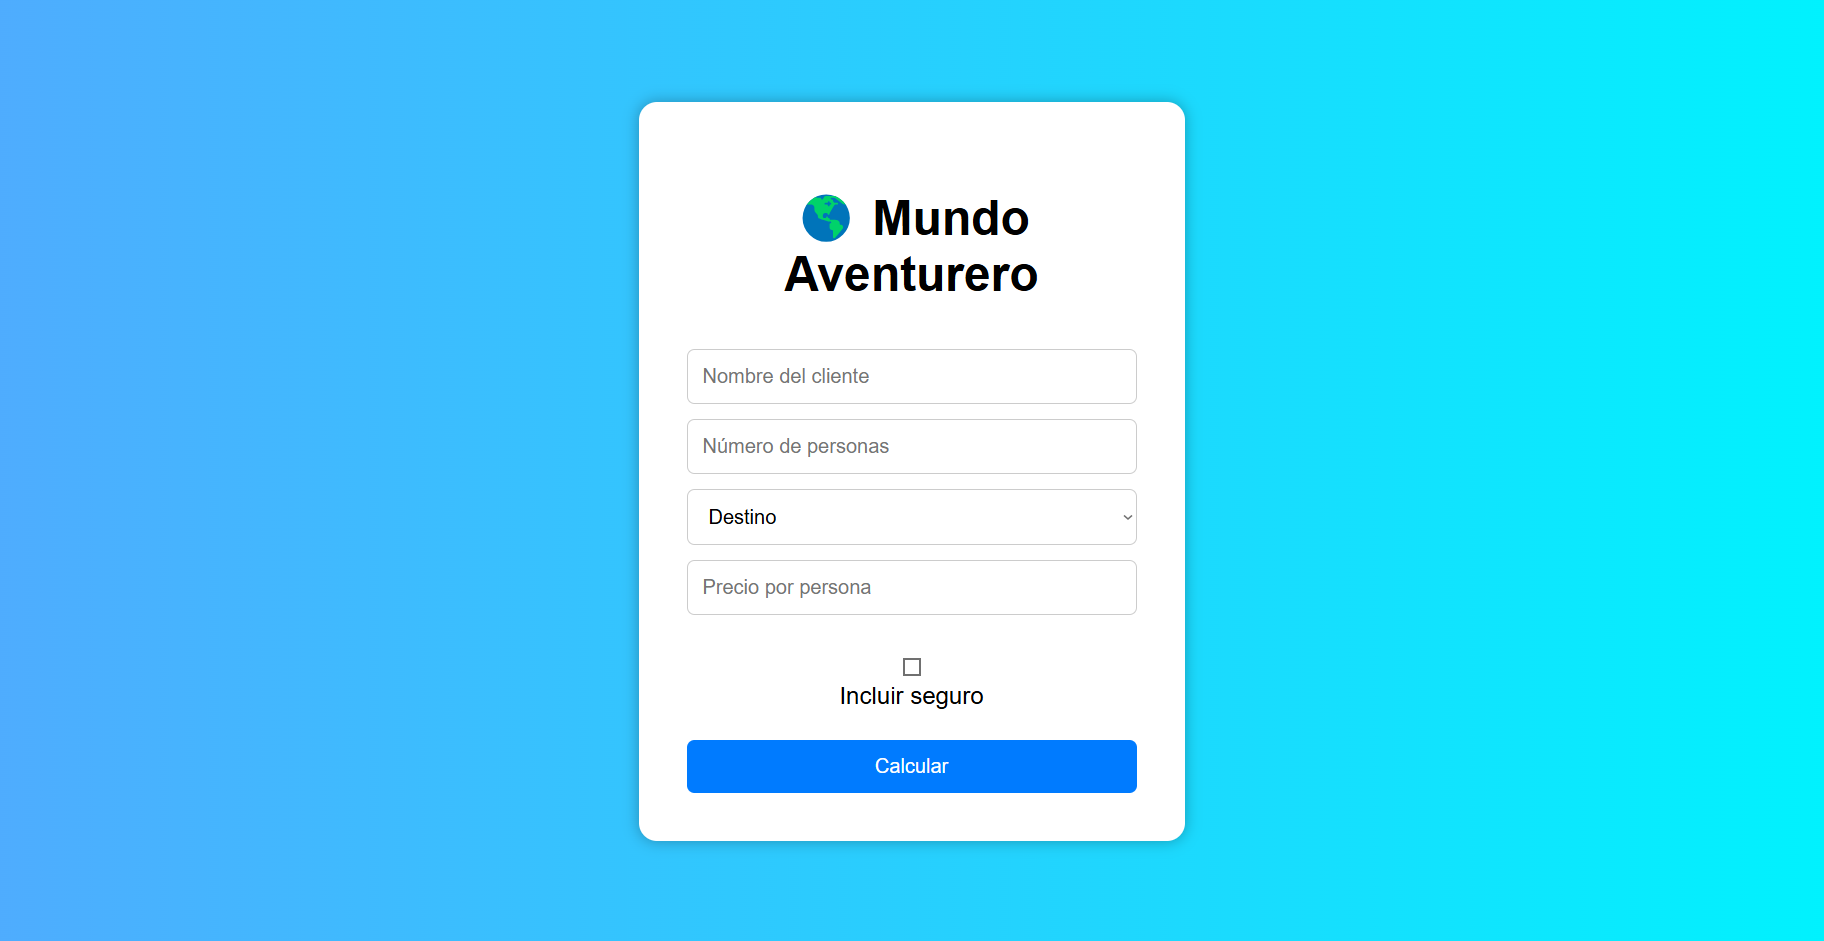 🌎 Mundo
Aventurero
Nombre del cliente
Número de personas
Destino
Precio por persona
Incluir seguro
Calcular